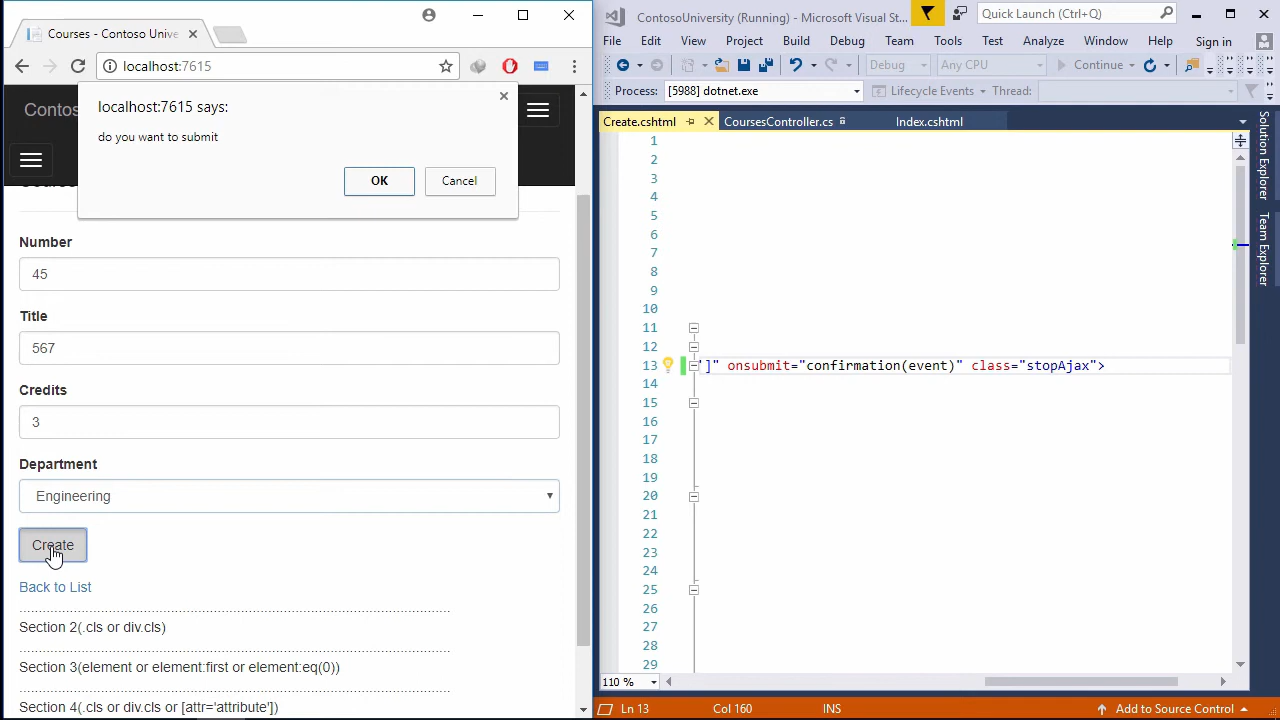 Courses - Contoso Unive
localhost:7615
Contos
localhost:7615 says:
do you want to submit
OK
Cancel
Number
45
Title
567
Credits
3
Department
Engineering
Create
Back to List
Section 2(.cls or div.cls)
Section 3(element or element:first or element:eq(0))
Section 4(.cls or div.cls or [attr='attribute'])
ContosoUniversity (Running) - Microsoft Visual St...
Quick Launch (Ctrl+Q)
File Edit View Project Build Debug Team Tools Test Analyze Window Help Sign in
Debug Any CPU Continue
Process: [5988] dotnet.exe Lifecycle Events Thread:
Create.cshtml CoursesController.cs Index.cshtml
1
2
3
4
5
6
7
8
9
10
11
12
13 ']" onsubmit="confirmation(event)" class="stopAjax">
14
15
16
17
18
19
20
21
22
23
24
25
26
27
28
29
Solution Explorer
Team Explorer
110 %
Ln 13 Col 160 INS Add to Source Control